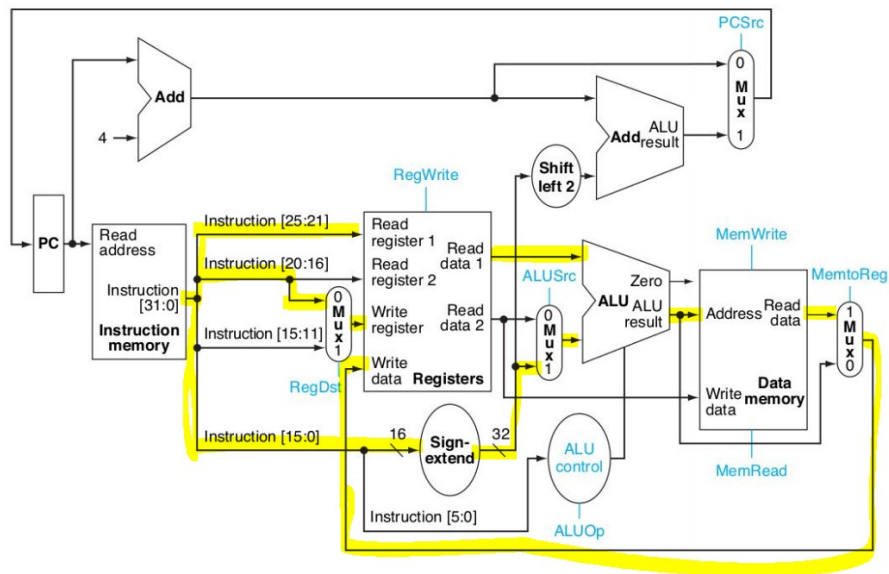 PCSrc
0
Mux
1
Add
4
Add ALU
result
Shift
left 2
RegWrite
PC
Read
address
Instruction
[31:0]
Instruction
memory
Instruction [25:21]
Instruction [20:16]
Instruction [15:11]
Instruction [15:0]
Instruction [5:0]
0
Mux
1
RegDst
Read
register 1
Read
register 2
Write
register
Write
data
Read
data 1
Read
data 2
Registers
16
Sign-
extend
32
ALUSrc
0
Mux
1
Zero
ALU ALU
result
ALU
control
ALUOp
MemWrite
Address
Read
data
Write
data
Data
memory
MemRead
MemtoReg
1
Mux
0